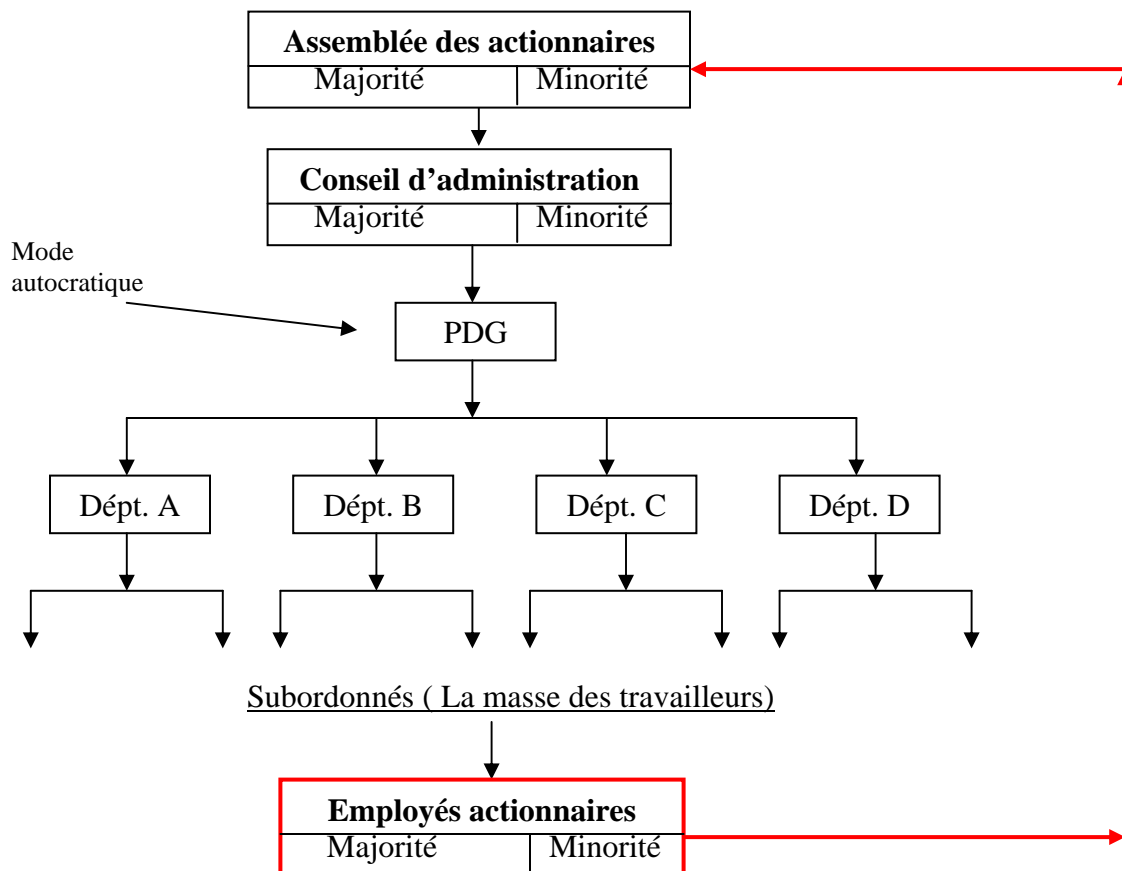 Assemblée des actionnaires
Majorité Minorité
Conseil d’administration
Majorité Minorité
Mode
autocratique
PDG
Dépt. A Dépt. B Dépt. C Dépt. D
Subordonnés ( La masse des travailleurs)
Employés actionnaires
Majorité Minorité